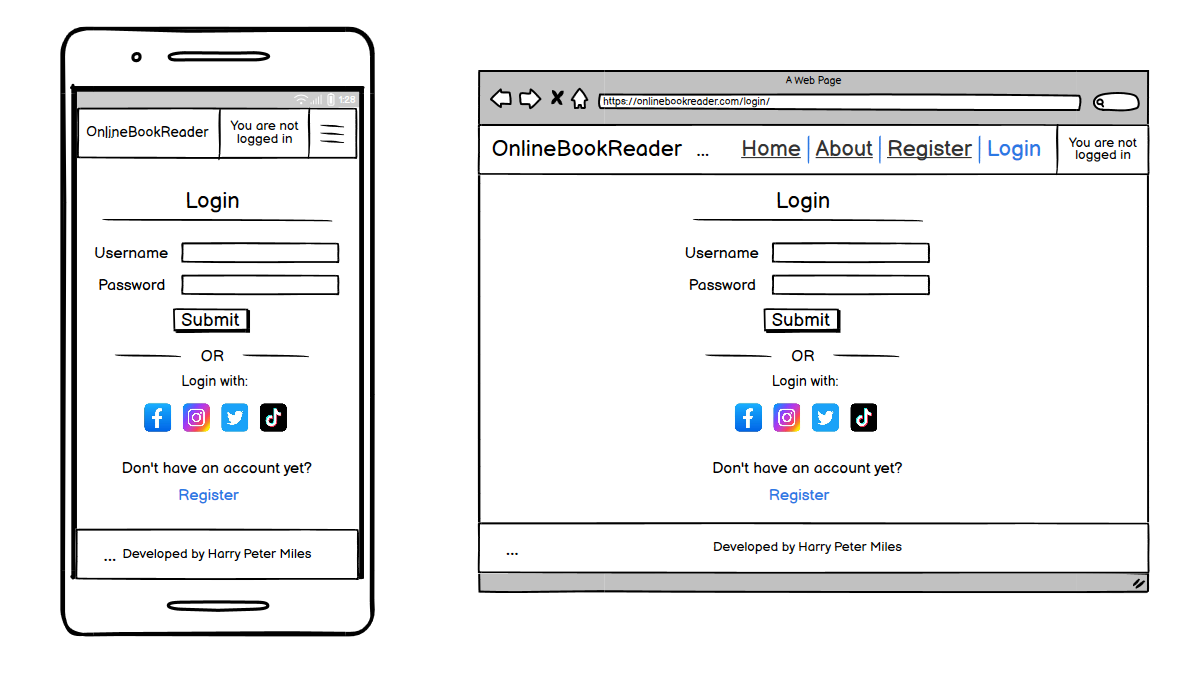 1:28
OnlineBookReader
You are not
logged in
Login
Username
Password
Submit
OR
Login with:
Don't have an account yet?
Register
... Developed by Harry Peter Miles
A Web Page
https://onlinebookreader.com/login/
OnlineBookReader ... Home | About | Register | Login
You are not
logged in
Login
Username
Password
Submit
OR
Login with:
Don't have an account yet?
Register
... Developed by Harry Peter Miles